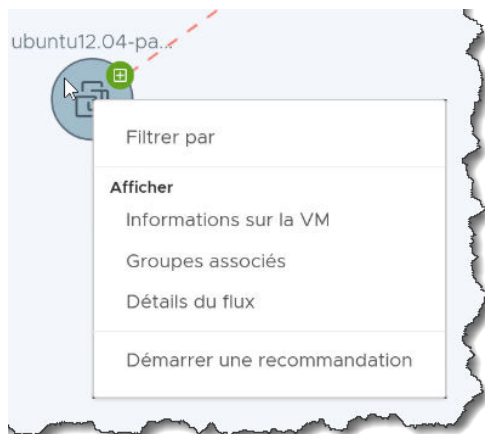 ubuntu12.04-pa...
Filtrer par
Afficher
Informations sur la VM
Groupes associés
Détails du flux
Démarrer une recommandation